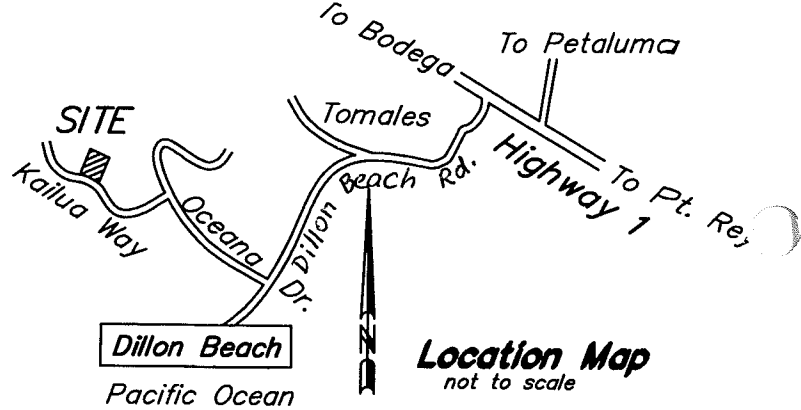 To Bodega
To Petaluma
SITE
Tomales
Highway 1
Kailua Way
Oceana Dr.
Dillon Beach Rd.
To Pt. Rey
Dillon Beach
N
Location Map
not to scale
Pacific Ocean